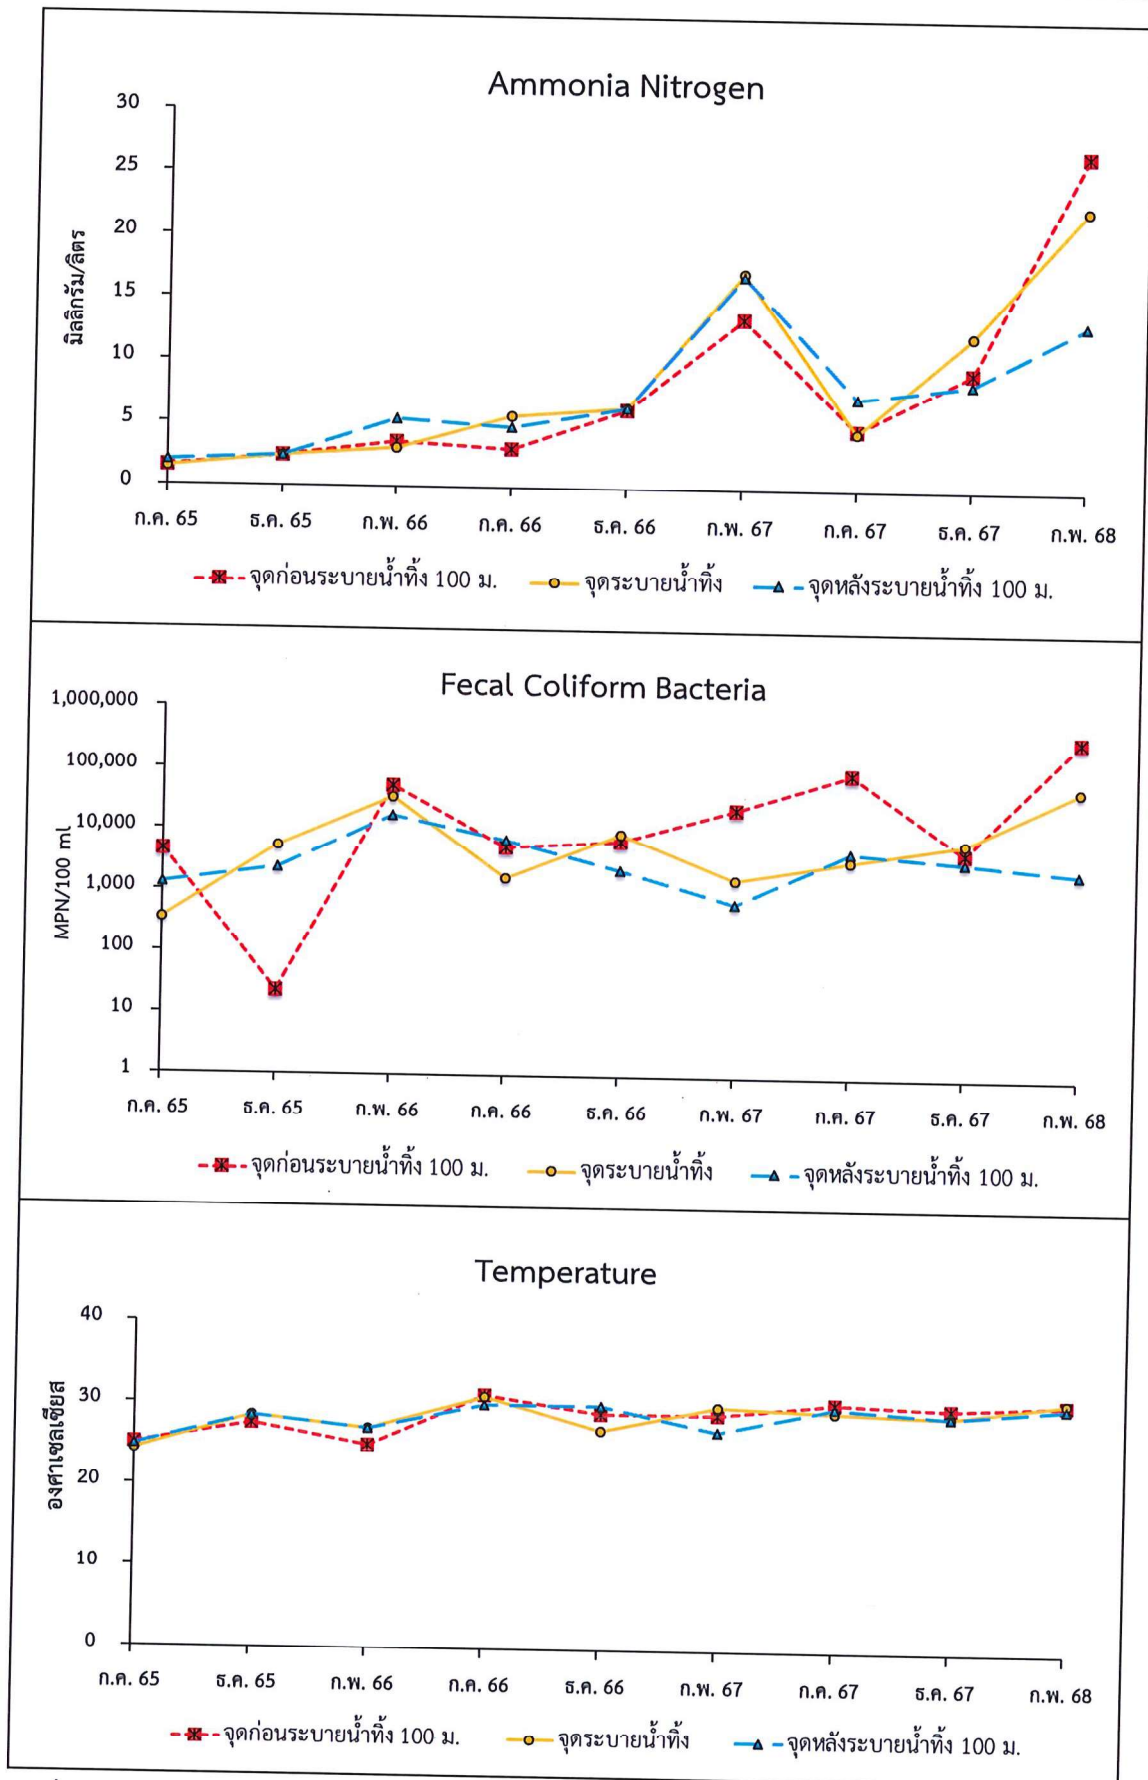 Ammonia Nitrogen
30
25
20
15
10
5
0
มิลลิกรัม/ลิตร
ก.ค. 65 ธ.ค. 65 ก.พ. 66 ก.ค. 66 ธ.ค. 66 ก.พ. 67 ก.ค. 67 ธ.ค. 67 ก.พ. 68
จุดก่อนระบายน้ำทิ้ง 100 ม. จุดระบายน้ำทิ้ง จุดหลังระบายน้ำทิ้ง 100 ม.
Fecal Coliform Bacteria
1,000,000
100,000
10,000
1,000
100
10
1
MPN/100 ml
ก.ค. 65 ธ.ค. 65 ก.พ. 66 ก.ค. 66 ธ.ค. 66 ก.พ. 67 ก.ค. 67 ธ.ค. 67 ก.พ. 68
จุดก่อนระบายน้ำทิ้ง 100 ม. จุดระบายน้ำทิ้ง จุดหลังระบายน้ำทิ้ง 100 ม.
Temperature
40
30
20
10
0
องศาเซลเซียส
ก.ค. 65 ธ.ค. 65 ก.พ. 66 ก.ค. 66 ธ.ค. 66 ก.พ. 67 ก.ค. 67 ธ.ค. 67 ก.พ. 68
จุดก่อนระบายน้ำทิ้ง 100 ม. จุดระบายน้ำทิ้ง จุดหลังระบายน้ำทิ้ง 100 ม.